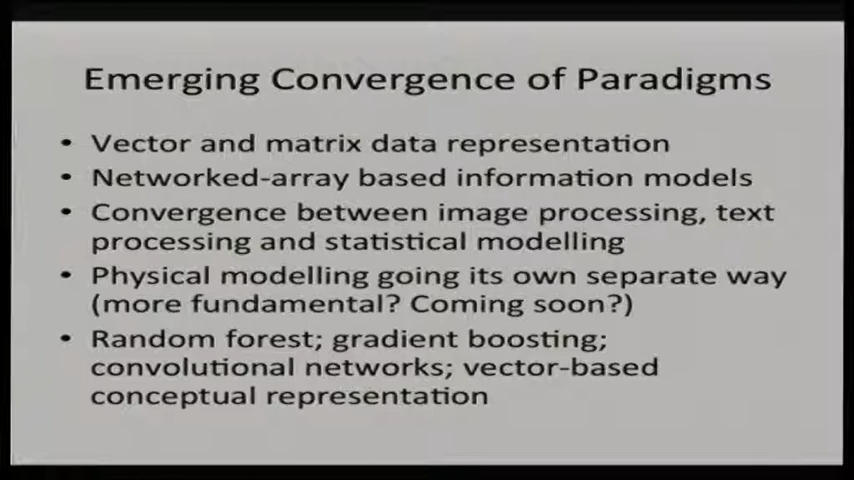 Emerging Convergence of Paradigms
• Vector and matrix data representation
• Networked-array based information models
• Convergence between image processing, text
processing and statistical modelling
• Physical modelling going its own separate way
(more fundamental? Coming soon?)
• Random forest; gradient boosting;
convolutional networks; vector-based
conceptual representation